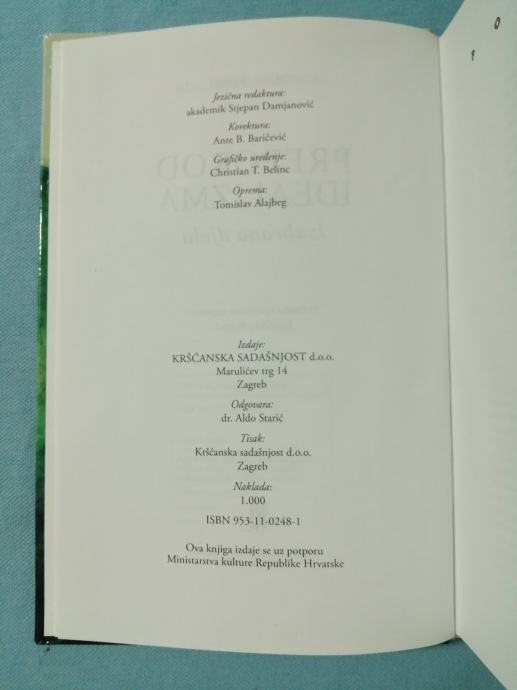 Jezična redaktura:
akademik Stjepan Damjanović
Korektura:
Ante B. Baričević
Grafičko uređenje:
Christian T. Belinc
Oprema:
Tomislav Alajbeg
Izdaje:
KRŠĆANSKA SADAŠNJOST d.o.o.
Marulićev trg 14
Zagreb
Odgovara:
dr. Aldo Starić
Tisak:
Kršćanska sadašnjost d.o.o.
Zagreb
Naklada:
1.000
ISBN 953-11-0248-1
Ova knjiga izdaje se uz potporu
Ministarstva kulture Republike Hrvatske